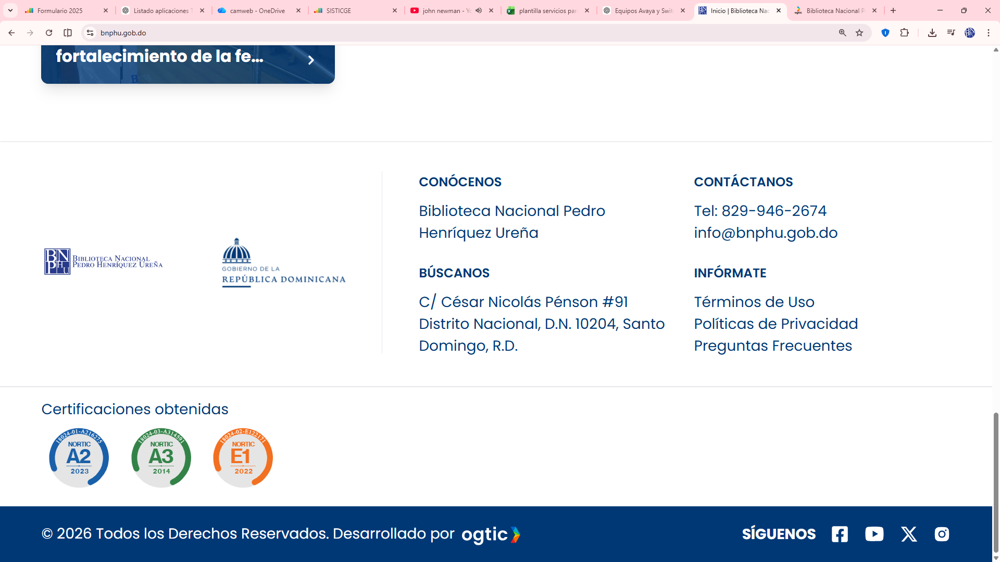 Formulario 2025
Listado aplicaciones
camweb - OneDrive
SISTICGE
john newman - Yo
plantilla servicios par
Equipos Avaya y Swit
Inicio | Biblioteca Nac
Biblioteca Nacional P
bnphu.gob.do
fortalecimiento de la fe...
BNPHU
BIBLIOTECA NACIONAL
PEDRO HENRÍQUEZ UREÑA
GOBIERNO DE LA
REPÚBLICA DOMINICANA
CONÓCENOS
Biblioteca Nacional Pedro
Henríquez Ureña
CONTÁCTANOS
Tel: 829-946-2674
info@bnphu.gob.do
BÚSCANOS
C/ César Nicolás Pénson #91
Distrito Nacional, D.N. 10204, Santo
Domingo, R.D.
INFÓRMATE
Términos de Uso
Políticas de Privacidad
Preguntas Frecuentes
Certificaciones obtenidas
18024-01-A216275
NORTIC
A2
2023
18024-03-A314591
NORTIC
A3
2014
18024-02-E122171
NORTIC
E1
2022
© 2026 Todos los Derechos Reservados. Desarrollado por ogtic
SÍGUENOS